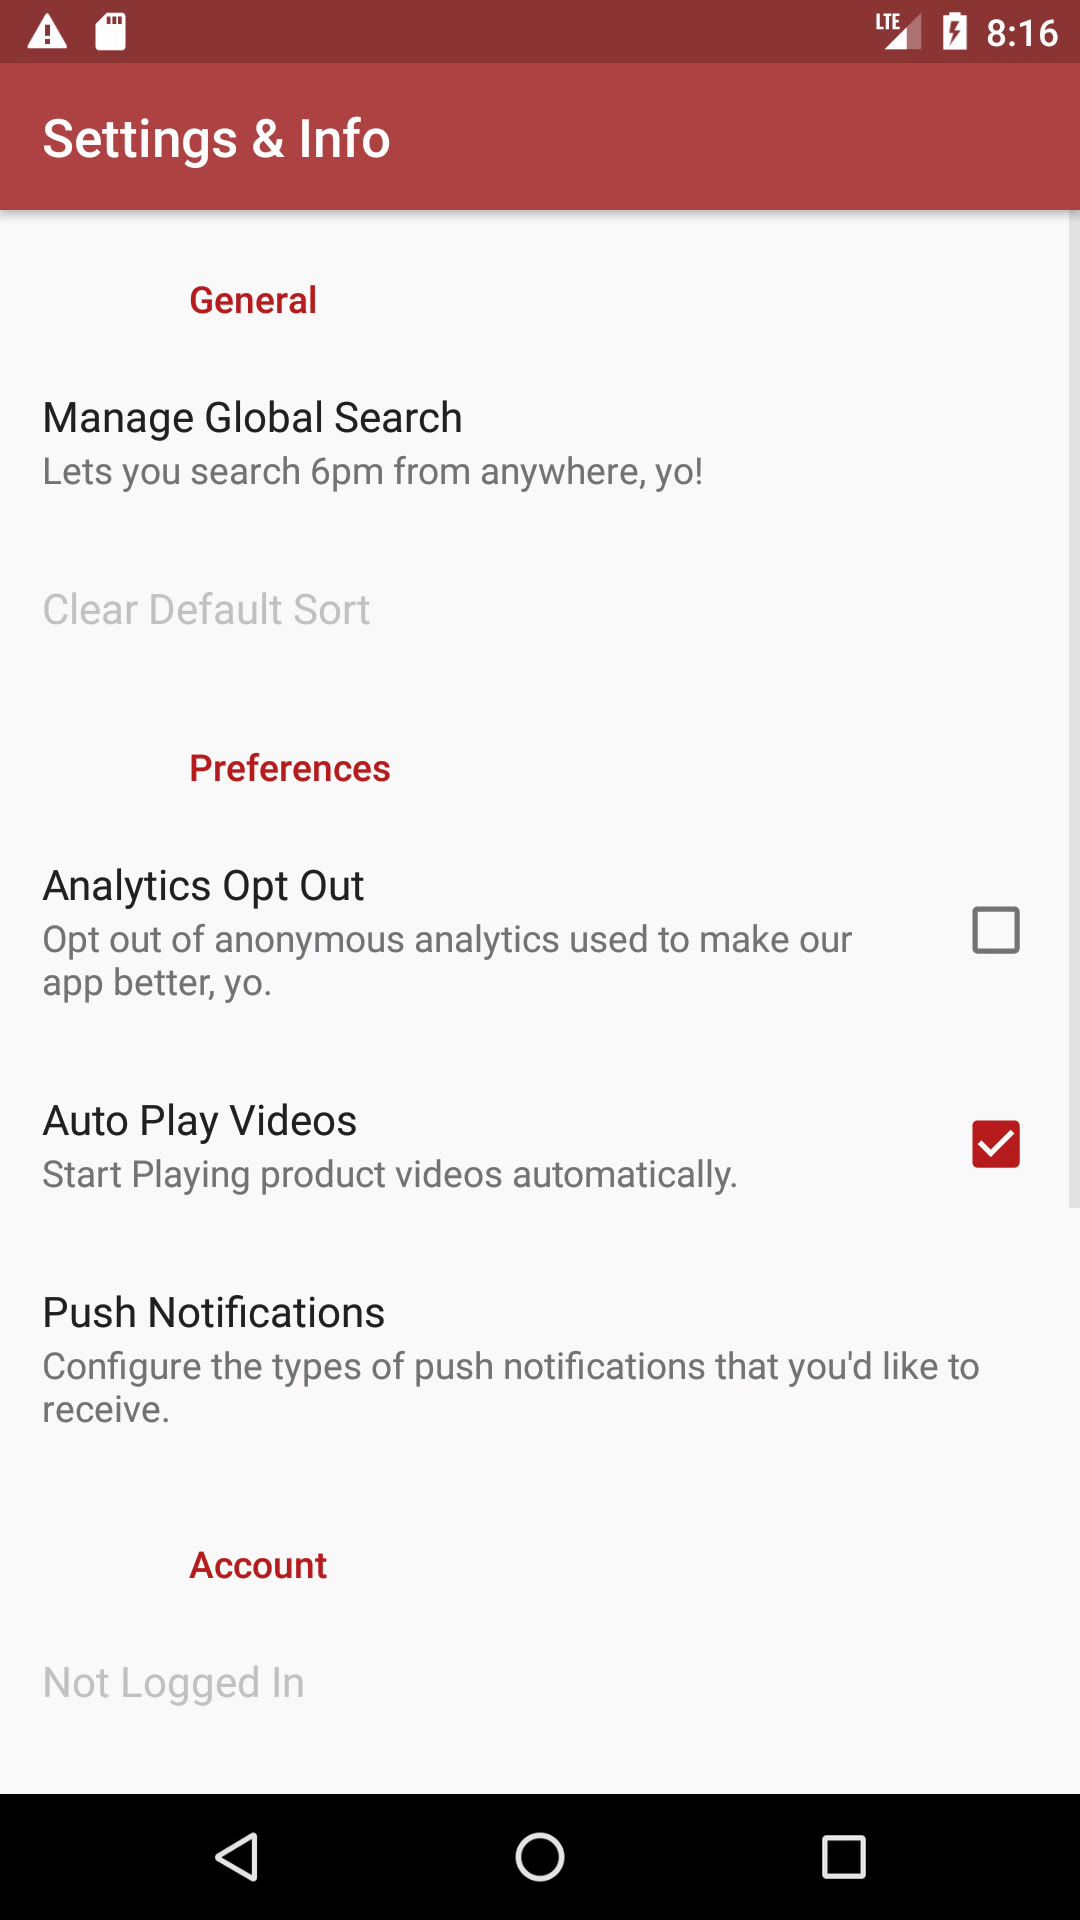 LTE 8:16
Settings & Info
General
Manage Global Search
Lets you search 6pm from anywhere, yo!
Clear Default Sort
Preferences
Analytics Opt Out
Opt out of anonymous analytics used to make our
app better, yo.
Auto Play Videos
Start Playing product videos automatically.
Push Notifications
Configure the types of push notifications that you'd like to
receive.
Account
Not Logged In